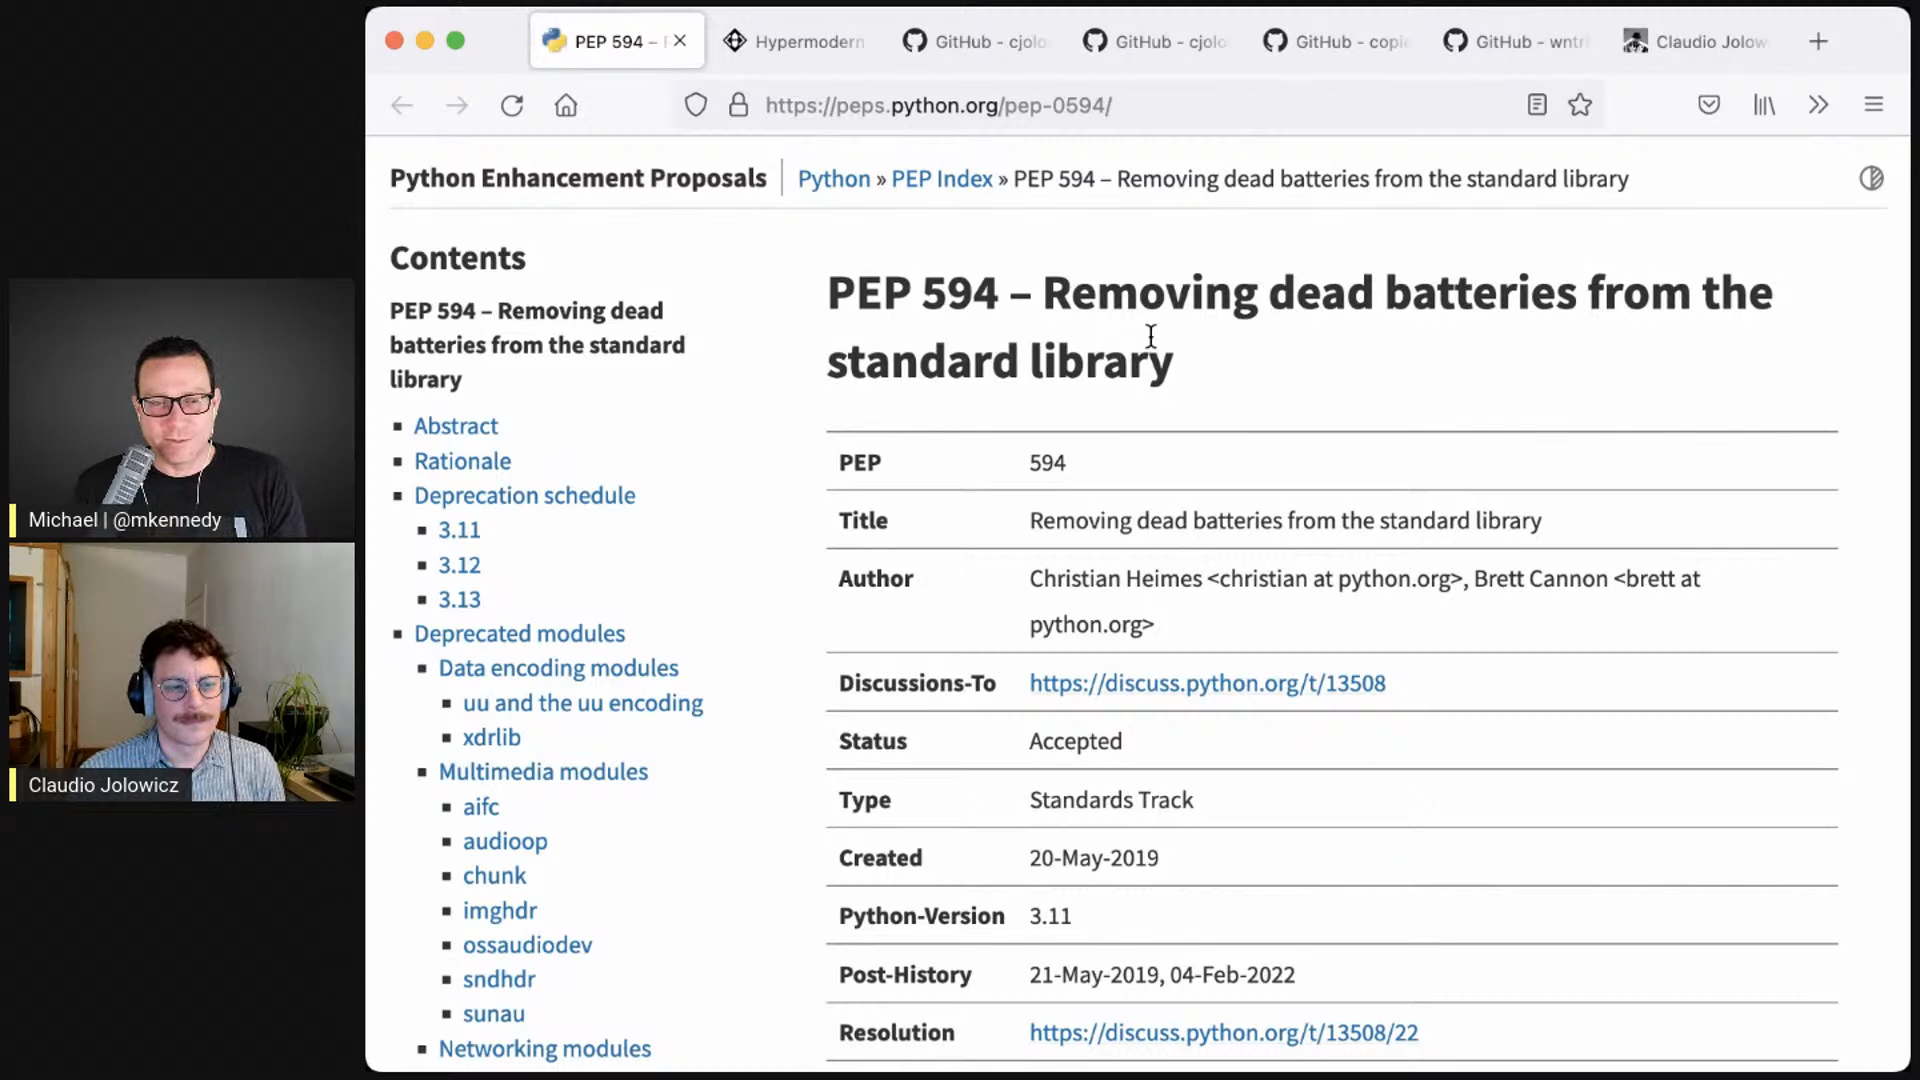 PEP 594 –
Hypermodern
GitHub - cjolo
GitHub - cjolo
GitHub - copi
GitHub - wntr
Claudio Jolow
https://peps.python.org/pep-0594/
Python Enhancement Proposals
Python » PEP Index » PEP 594 – Removing dead batteries from the standard library
Contents
PEP 594 – Removing dead
batteries from the standard
library
Abstract
Rationale
Deprecation schedule
3.11
3.12
3.13
Deprecated modules
Data encoding modules
uu and the uu encoding
xdrlib
Multimedia modules
aifc
audioop
chunk
imghdr
ossaudiodev
sndhdr
sunau
Networking modules
PEP 594 – Removing dead batteries from the
standard library
PEP 594
Title Removing dead batteries from the standard library
Author Christian Heimes <christian at python.org>, Brett Cannon <brett at
python.org>
Discussions-To https://discuss.python.org/t/13508
Status Accepted
Type Standards Track
Created 20-May-2019
Python-Version 3.11
Post-History 21-May-2019, 04-Feb-2022
Resolution https://discuss.python.org/t/13508/22
Michael | @mkennedy
Claudio Jolowicz